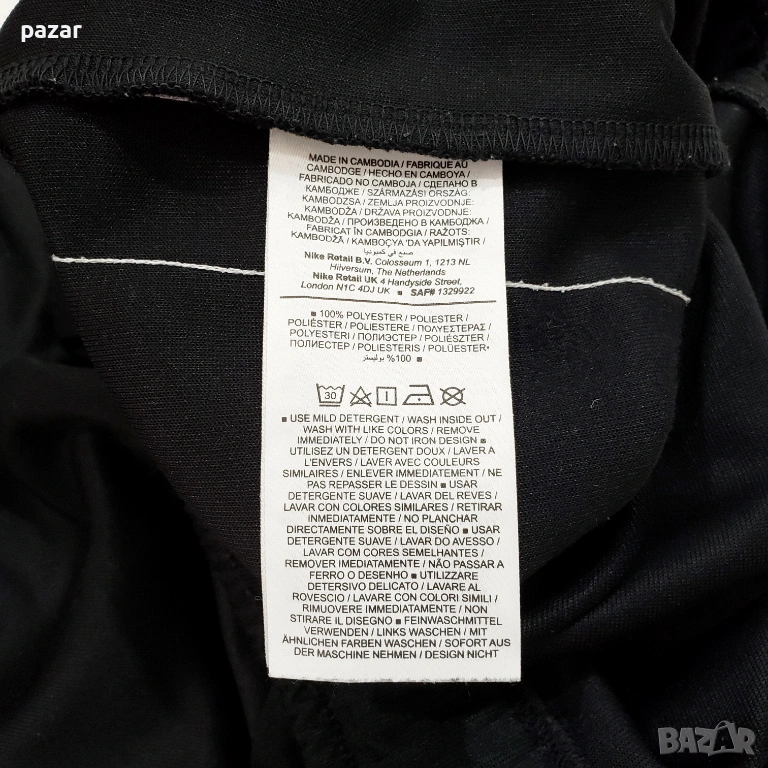 pazar
MADE IN CAMBODIA / FABRIQUE AU
CAMBODGE / HECHO EN CAMBOYA /
FABRICADO NO CAMBOJA / СДЕЛАНО В
КАМБОДЖЕ / SZÁRMAZÁSI ORSZÁG:
KAMBODZSA / ZEMLJA PROIZVODNJE:
KAMBODŽA / DRŽAVA PROIZVODNJE:
KAMBODŽA / ПРОИЗВЕДЕНО В КАМБОДЖА /
FABRICAT ÎN CAMBODGIA / RAŽOTS:
KAMBODŽĀ / KAMBOÇYA 'DA YAPILMIŞTIR /
صنع في كمبوديا
Nike Retail B.V. Colosseum 1, 1213 NL
Hilversum, The Netherlands
Nike Retail UK 4 Handyside Street,
London N1C 4DJ UK ■ SAF# 1329922
■ 100% POLYESTER / POLIESTER /
POLIÉSTER / POLIESTERE / ΠΟΛΥΕΣΤΕΡΑΣ /
POLYESTERI / ПОЛИЭСТЕР / POLIÉSZTER /
ПОЛИЕСТЕР / POLIESTERIS / POLÜESTER
%100 بوليستر ■
30
■ USE MILD DETERGENT / WASH INSIDE OUT /
WASH WITH LIKE COLORS / REMOVE
IMMEDIATELY / DO NOT IRON DESIGN ■
UTILISEZ UN DETERGENT DOUX / LAVER A
L'ENVERS / LAVER AVEC COULEURS
SIMILAIRES / ENLEVER IMMEDIATEMENT / NE
PAS REPASSER LE DESSIN ■ USAR
DETERGENTE SUAVE / LAVAR DEL REVES /
LAVAR CON COLORES SIMILARES / RETIRAR
INMEDIATAMENTE / NO PLANCHAR
DIRECTAMENTE SOBRE EL DISEÑO ■ USAR
DETERGENTE SUAVE / LAVAR DO AVESSO /
LAVAR COM CORES SEMELHANTES /
REMOVER IMEDIATAMENTE / NÃO PASSAR A
FERRO O DESENHO ■ UTILIZZARE
DETERSIVO DELICATO / LAVARE AL
ROVESCIO / LAVARE CON COLORI SIMILI /
RIMUOVERE IMMEDIATAMENTE / NON
STIRARE IL DISEGNO ■ FEINWASCHMITTEL
VERWENDEN / LINKS WASCHEN / MIT
ÄHNLICHEN FARBEN WASCHEN / SOFORT AUS
DER MASCHINE NEHMEN / DESIGN NICHT
BAZAR